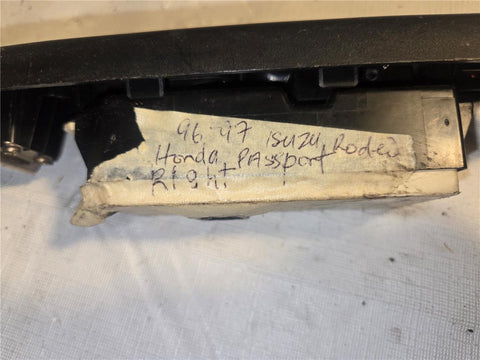 96-97 ISUZU Rodeo
Honda PAssport
Right !